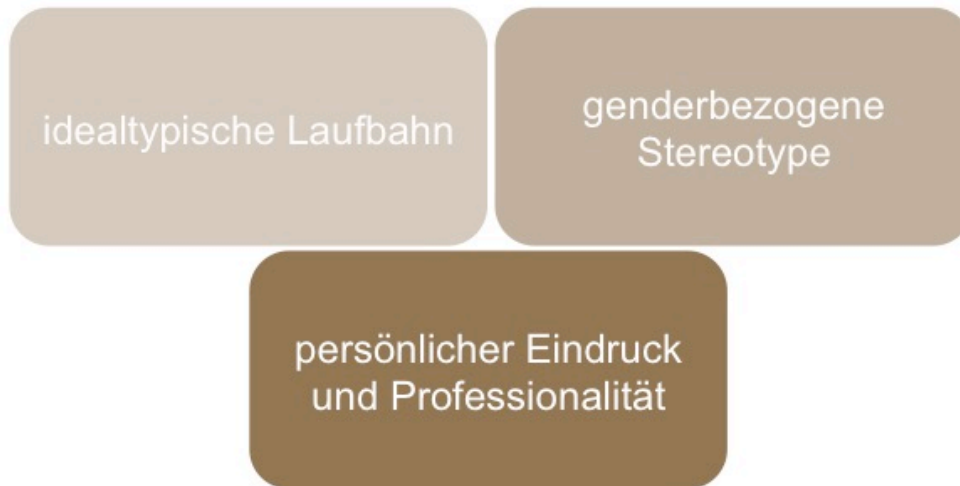 idealtypische Laufbahn
genderbezogene
Stereotype
persönlicher Eindruck
und Professionalität